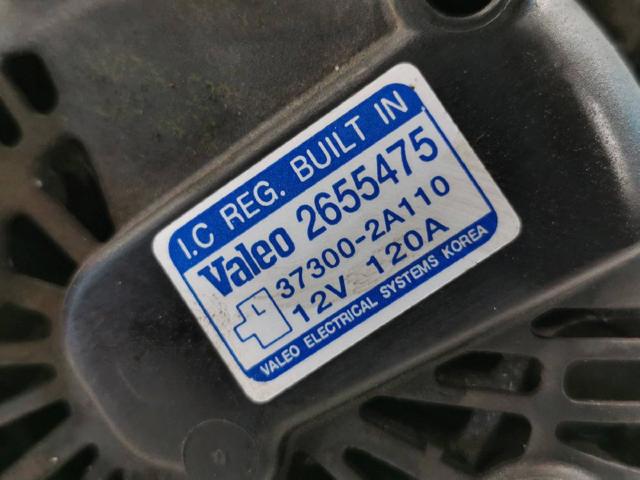 I.C REG. BUILT IN
Valeo 2655475
37300-2A110
12V 120A
VALEO ELECTRICAL SYSTEMS KOREA